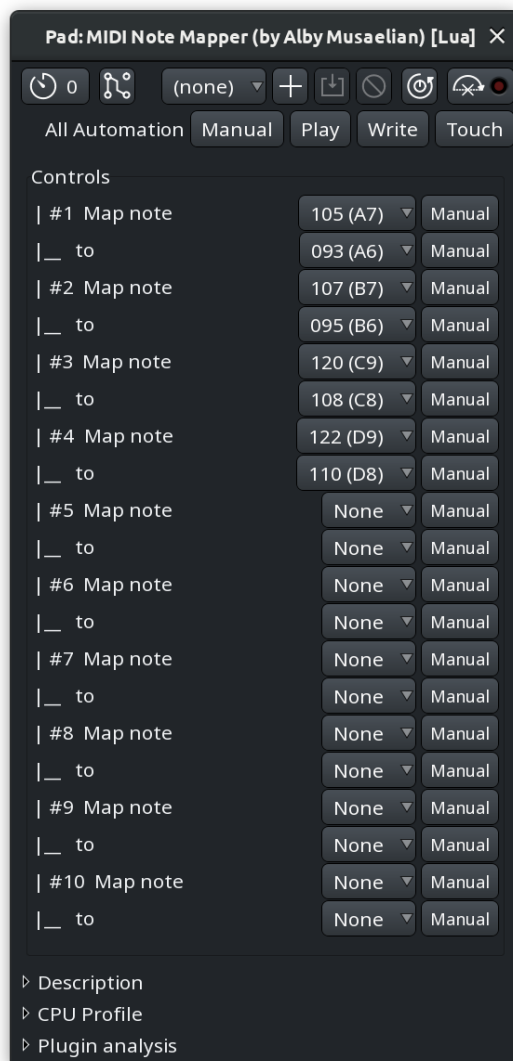 Pad: MIDI Note Mapper (by Alby Musaelian) [Lua]
0 (none)
All Automation Manual Play Write Touch
Controls
| #1 Map note 105 (A7) Manual
|__ to 093 (A6) Manual
| #2 Map note 107 (B7) Manual
|__ to 095 (B6) Manual
| #3 Map note 120 (C9) Manual
|__ to 108 (C8) Manual
| #4 Map note 122 (D9) Manual
|__ to 110 (D8) Manual
| #5 Map note None Manual
|__ to None Manual
| #6 Map note None Manual
|__ to None Manual
| #7 Map note None Manual
|__ to None Manual
| #8 Map note None Manual
|__ to None Manual
| #9 Map note None Manual
|__ to None Manual
| #10 Map note None Manual
|__ to None Manual
Description
CPU Profile
Plugin analysis